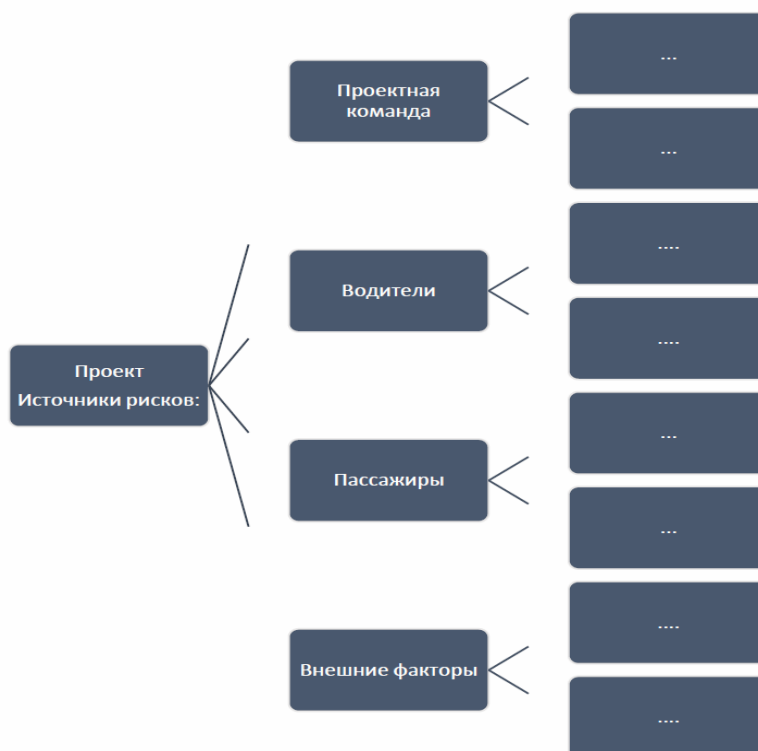 ...
Проектная
команда
...
....
Водители
....
Проект
Источники рисков:
...
Пассажиры
...
....
Внешние факторы
....